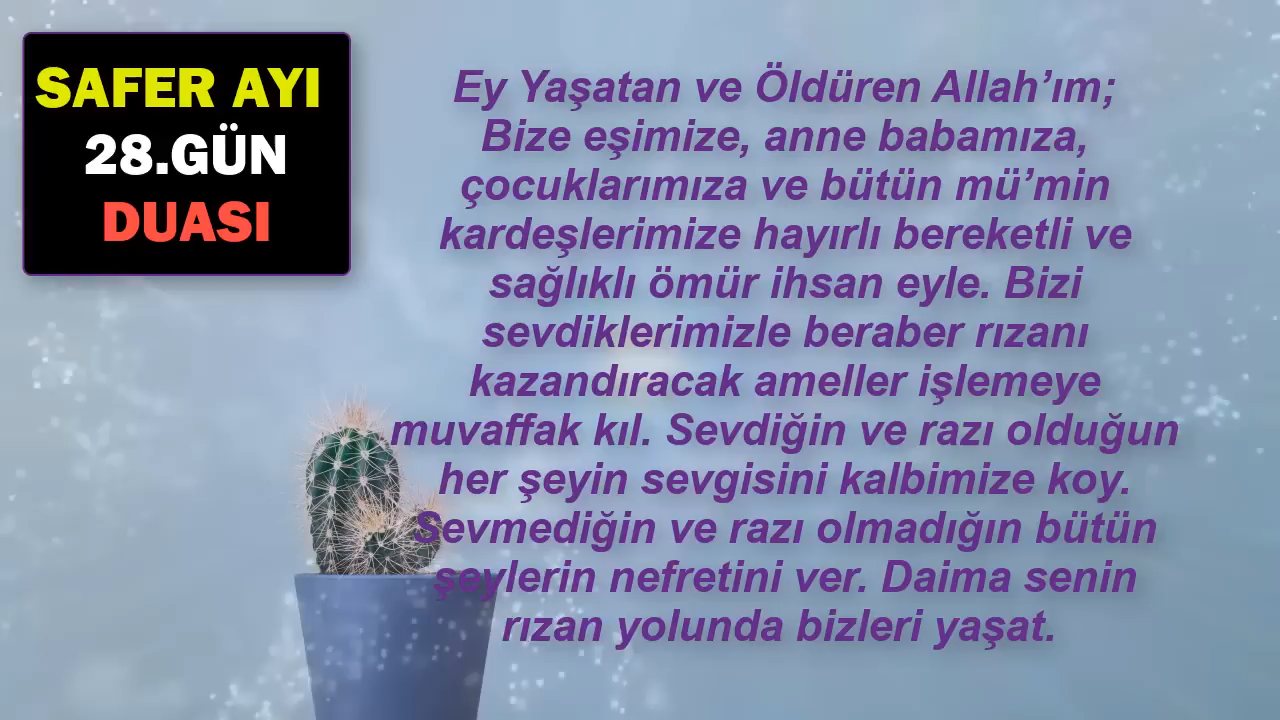 SAFER AYI
28.GÜN
DUASI
Ey Yaşatan ve Öldüren Allah’ım;
Bize eşimize, anne babamıza,
çocuklarımıza ve bütün mü’min
kardeşlerimize hayırlı bereketli ve
sağlıklı ömür ihsan eyle. Bizi
sevdiklerimizle beraber rızanı
kazandıracak ameller işlemeye
muvaffak kıl. Sevdiğin ve razı olduğun
her şeyin sevgisini kalbimize koy.
Sevmediğin ve razı olmadığın bütün
şeylerin nefretini ver. Daima senin
rızan yolunda bizleri yaşat.